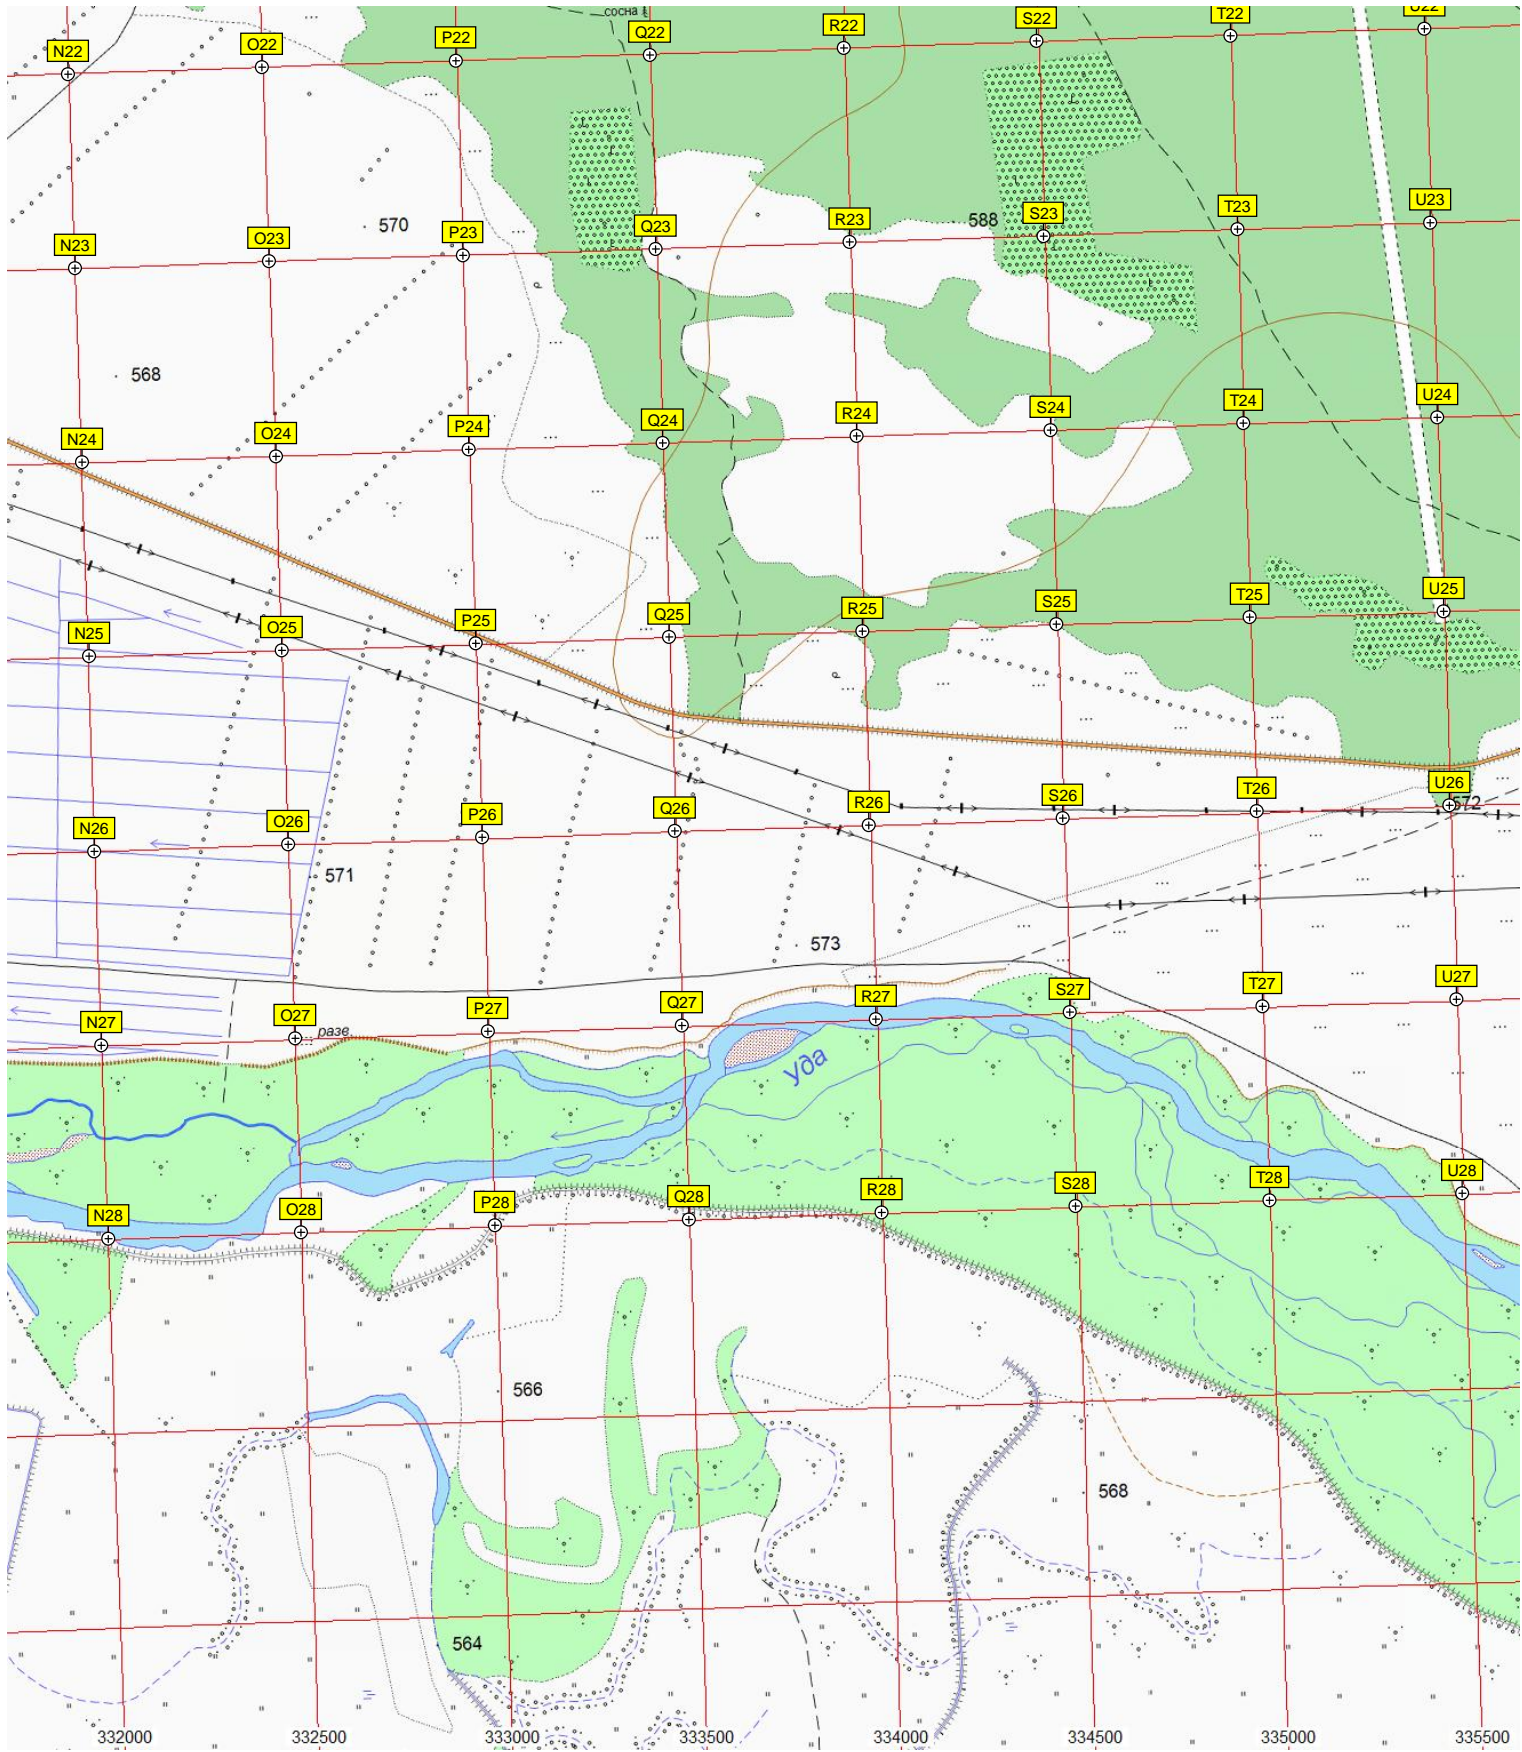 сосна
N22 O22 P22 Q22 R22 S22 T22 U22
N23 O23 P23 Q23 R23 S23 T23 U23
570
588
568
N24 O24 P24 Q24 R24 S24 T24 U24
N25 O25 P25 Q25 R25 S25 T25 U25
N26 O26 P26 Q26 R26 S26 T26 U26
572
571
573
N27 O27 P27 Q27 R27 S27 T27 U27
разв.
Уда
N28 O28 P28 Q28 R28 S28 T28 U28
566
568
564
332000 332500 333000 333500 334000 334500 335000 335500